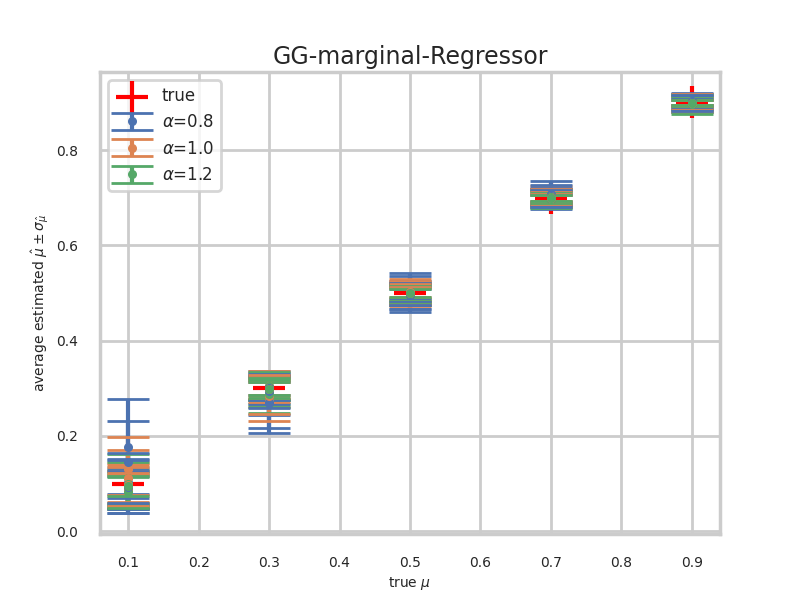 GG-marginal-Regressor
true
α=0.8
α=1.0
α=1.2
average estimated μ̂ ± σ_μ̂
0.8
0.6
0.4
0.2
0.0
0.1 0.2 0.3 0.4 0.5 0.6 0.7 0.8 0.9
true μ